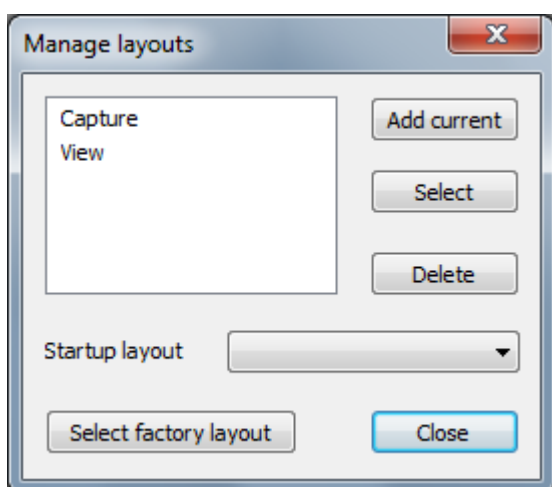 Manage layouts
Capture
View
Add current
Select
Delete
Startup layout
Select factory layout
Close